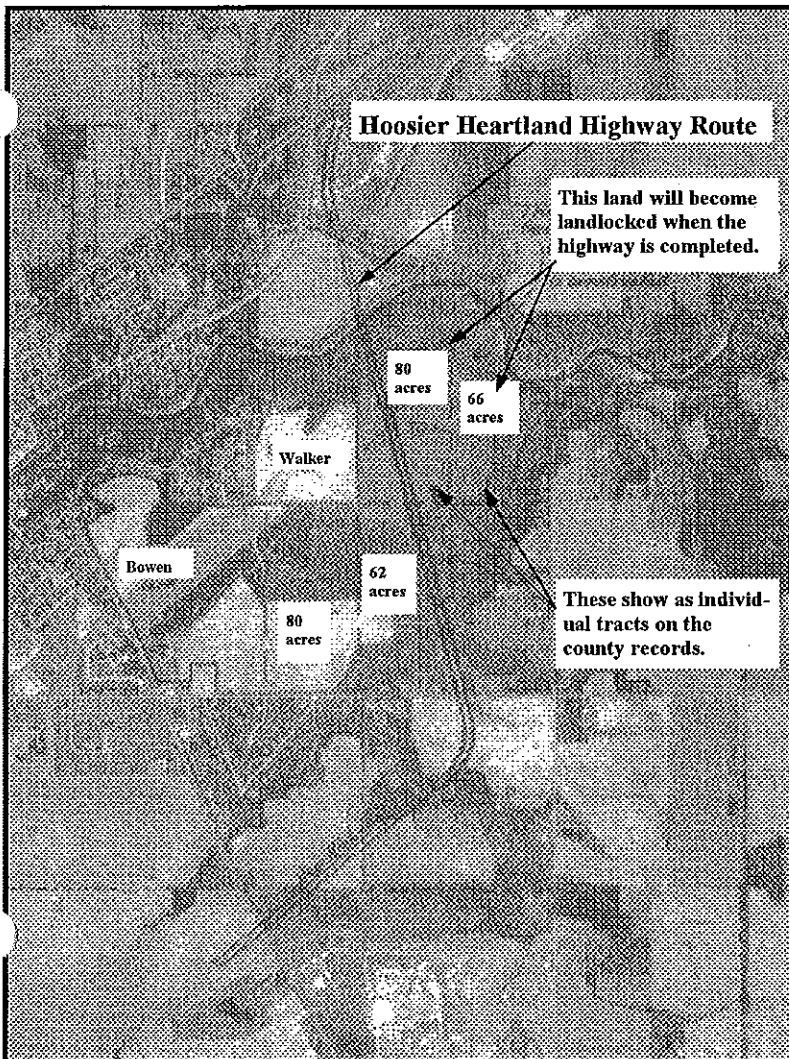 Hoosier Heartland Highway Route
This land will become
landlocked when the
highway is completed.
80
acres
66
acres
Walker
Bowen
62
acres
80
acres
These show as individ-
ual tracts on the
county records.